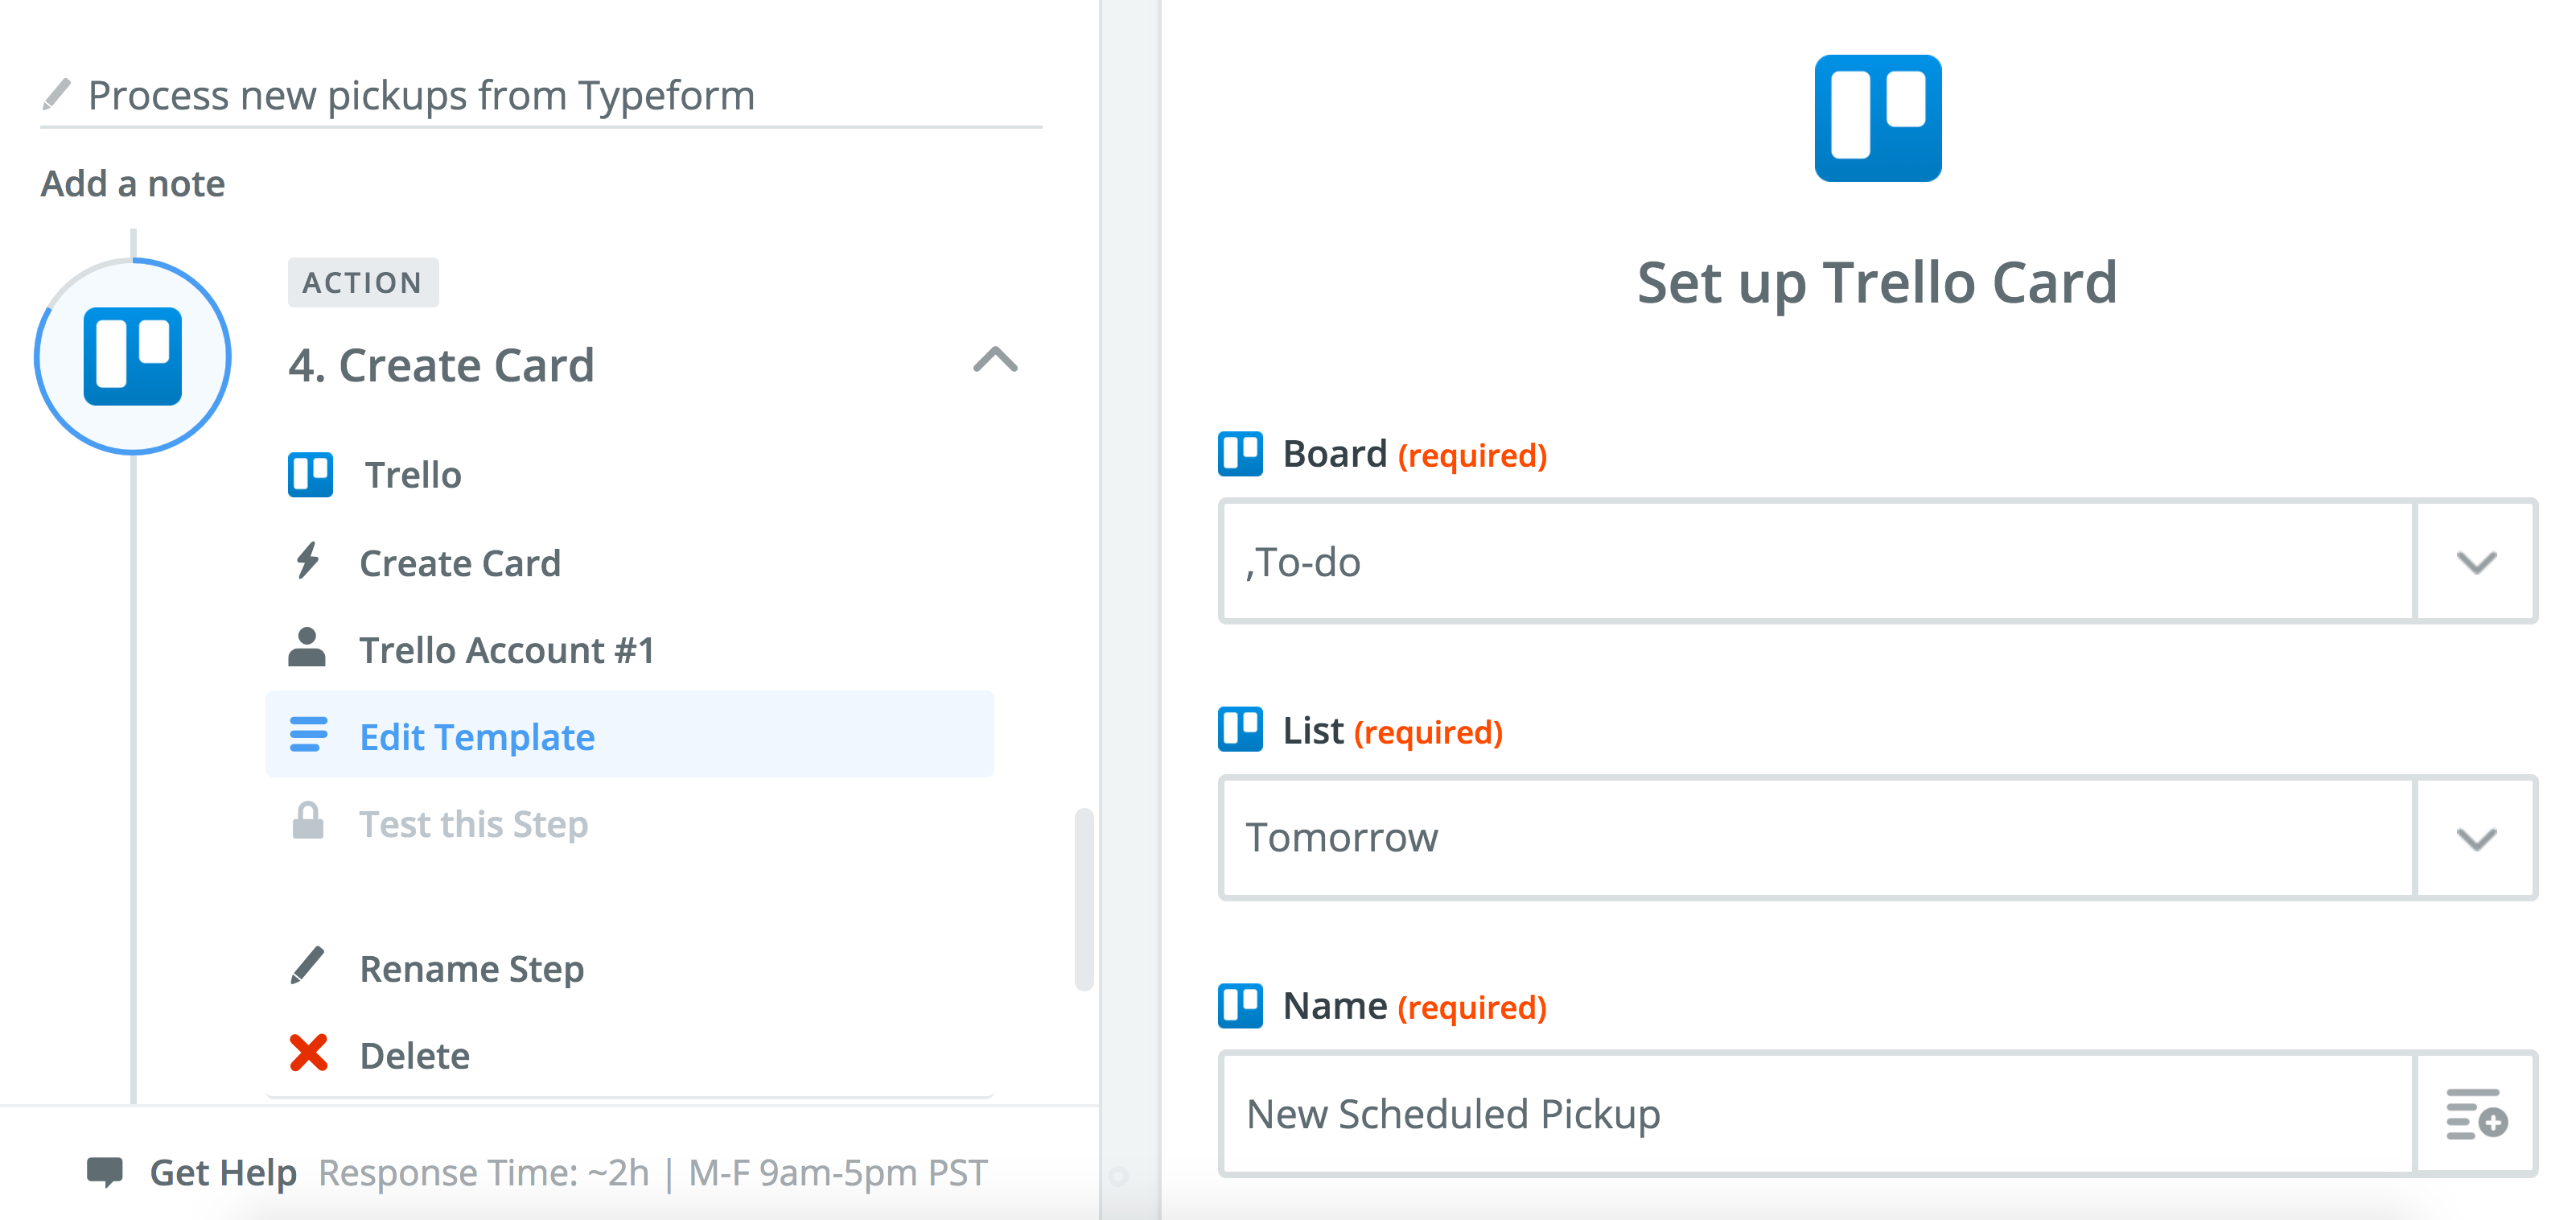 Process new pickups from Typeform
Add a note
ACTION
4. Create Card
Trello
Create Card
Trello Account #1
Edit Template
Test this Step
Rename Step
Delete
Get Help Response Time: ~2h | M-F 9am-5pm PST
Set up Trello Card
Board (required)
,To-do
List (required)
Tomorrow
Name (required)
New Scheduled Pickup